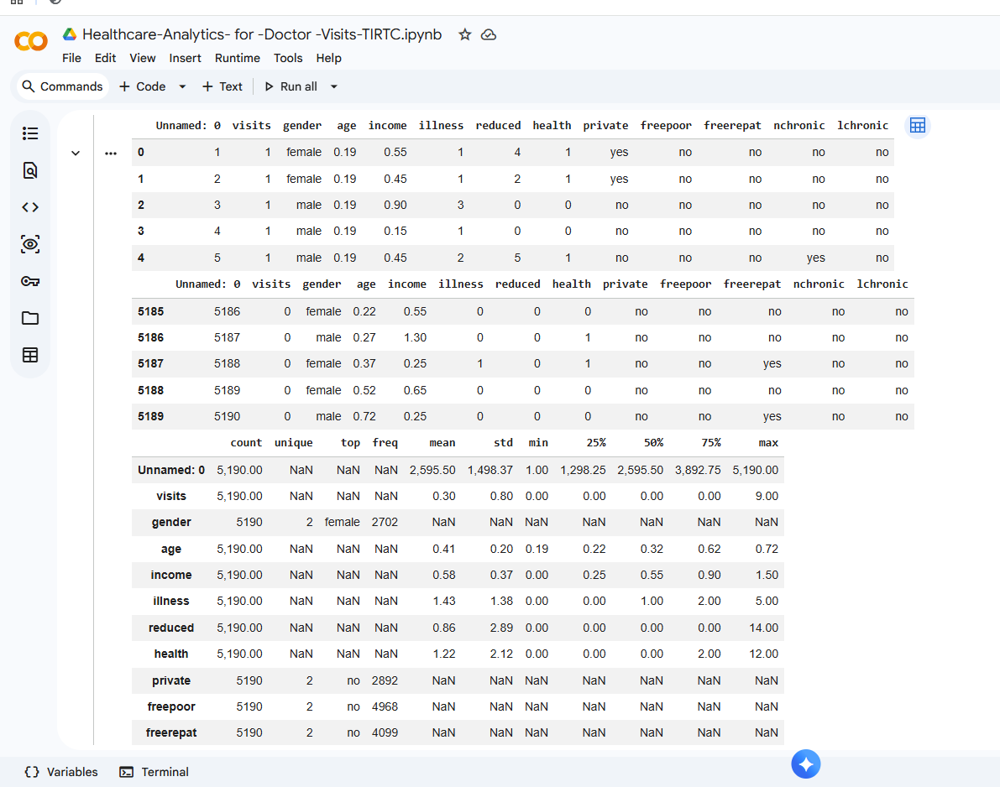 Healthcare-Analytics- for -Doctor -Visits-TIRTC.ipynb
File Edit View Insert Runtime Tools Help
Commands + Code + Text Run all
Unnamed: 0 visits gender age income illness reduced health private freepoor freerepat nchronic lchronic
0 1 1 female 0.19 0.55 1 4 1 yes no no no no
1 2 1 female 0.19 0.45 1 2 1 yes no no no no
2 3 1 male 0.19 0.90 3 0 0 no no no no no
3 4 1 male 0.19 0.15 1 0 0 no no no no no
4 5 1 male 0.19 0.45 2 5 1 no no no yes no
Unnamed: 0 visits gender age income illness reduced health private freepoor freerepat nchronic lchronic
5185 5186 0 female 0.22 0.55 0 0 0 no no no no no
5186 5187 0 male 0.27 1.30 0 0 1 no no no no no
5187 5188 0 female 0.37 0.25 1 0 1 no no yes no no
5188 5189 0 female 0.52 0.65 0 0 0 no no no no no
5189 5190 0 male 0.72 0.25 0 0 0 no no yes no no
count unique top freq mean std min 25% 50% 75% max
Unnamed: 0 5,190.00 NaN NaN NaN 2,595.50 1,498.37 1.00 1,298.25 2,595.50 3,892.75 5,190.00
visits 5,190.00 NaN NaN NaN 0.30 0.80 0.00 0.00 0.00 0.00 9.00
gender 5190 2 female 2702 NaN NaN NaN NaN NaN NaN NaN
age 5,190.00 NaN NaN NaN 0.41 0.20 0.19 0.22 0.32 0.62 0.72
income 5,190.00 NaN NaN NaN 0.58 0.37 0.00 0.25 0.55 0.90 1.50
illness 5,190.00 NaN NaN NaN 1.43 1.38 0.00 0.00 1.00 2.00 5.00
reduced 5,190.00 NaN NaN NaN 0.86 2.89 0.00 0.00 0.00 0.00 14.00
health 5,190.00 NaN NaN NaN 1.22 2.12 0.00 0.00 0.00 2.00 12.00
private 5190 2 no 2892 NaN NaN NaN NaN NaN NaN NaN
freepoor 5190 2 no 4968 NaN NaN NaN NaN NaN NaN NaN
freerepat 5190 2 no 4099 NaN NaN NaN NaN NaN NaN NaN
Variables Terminal